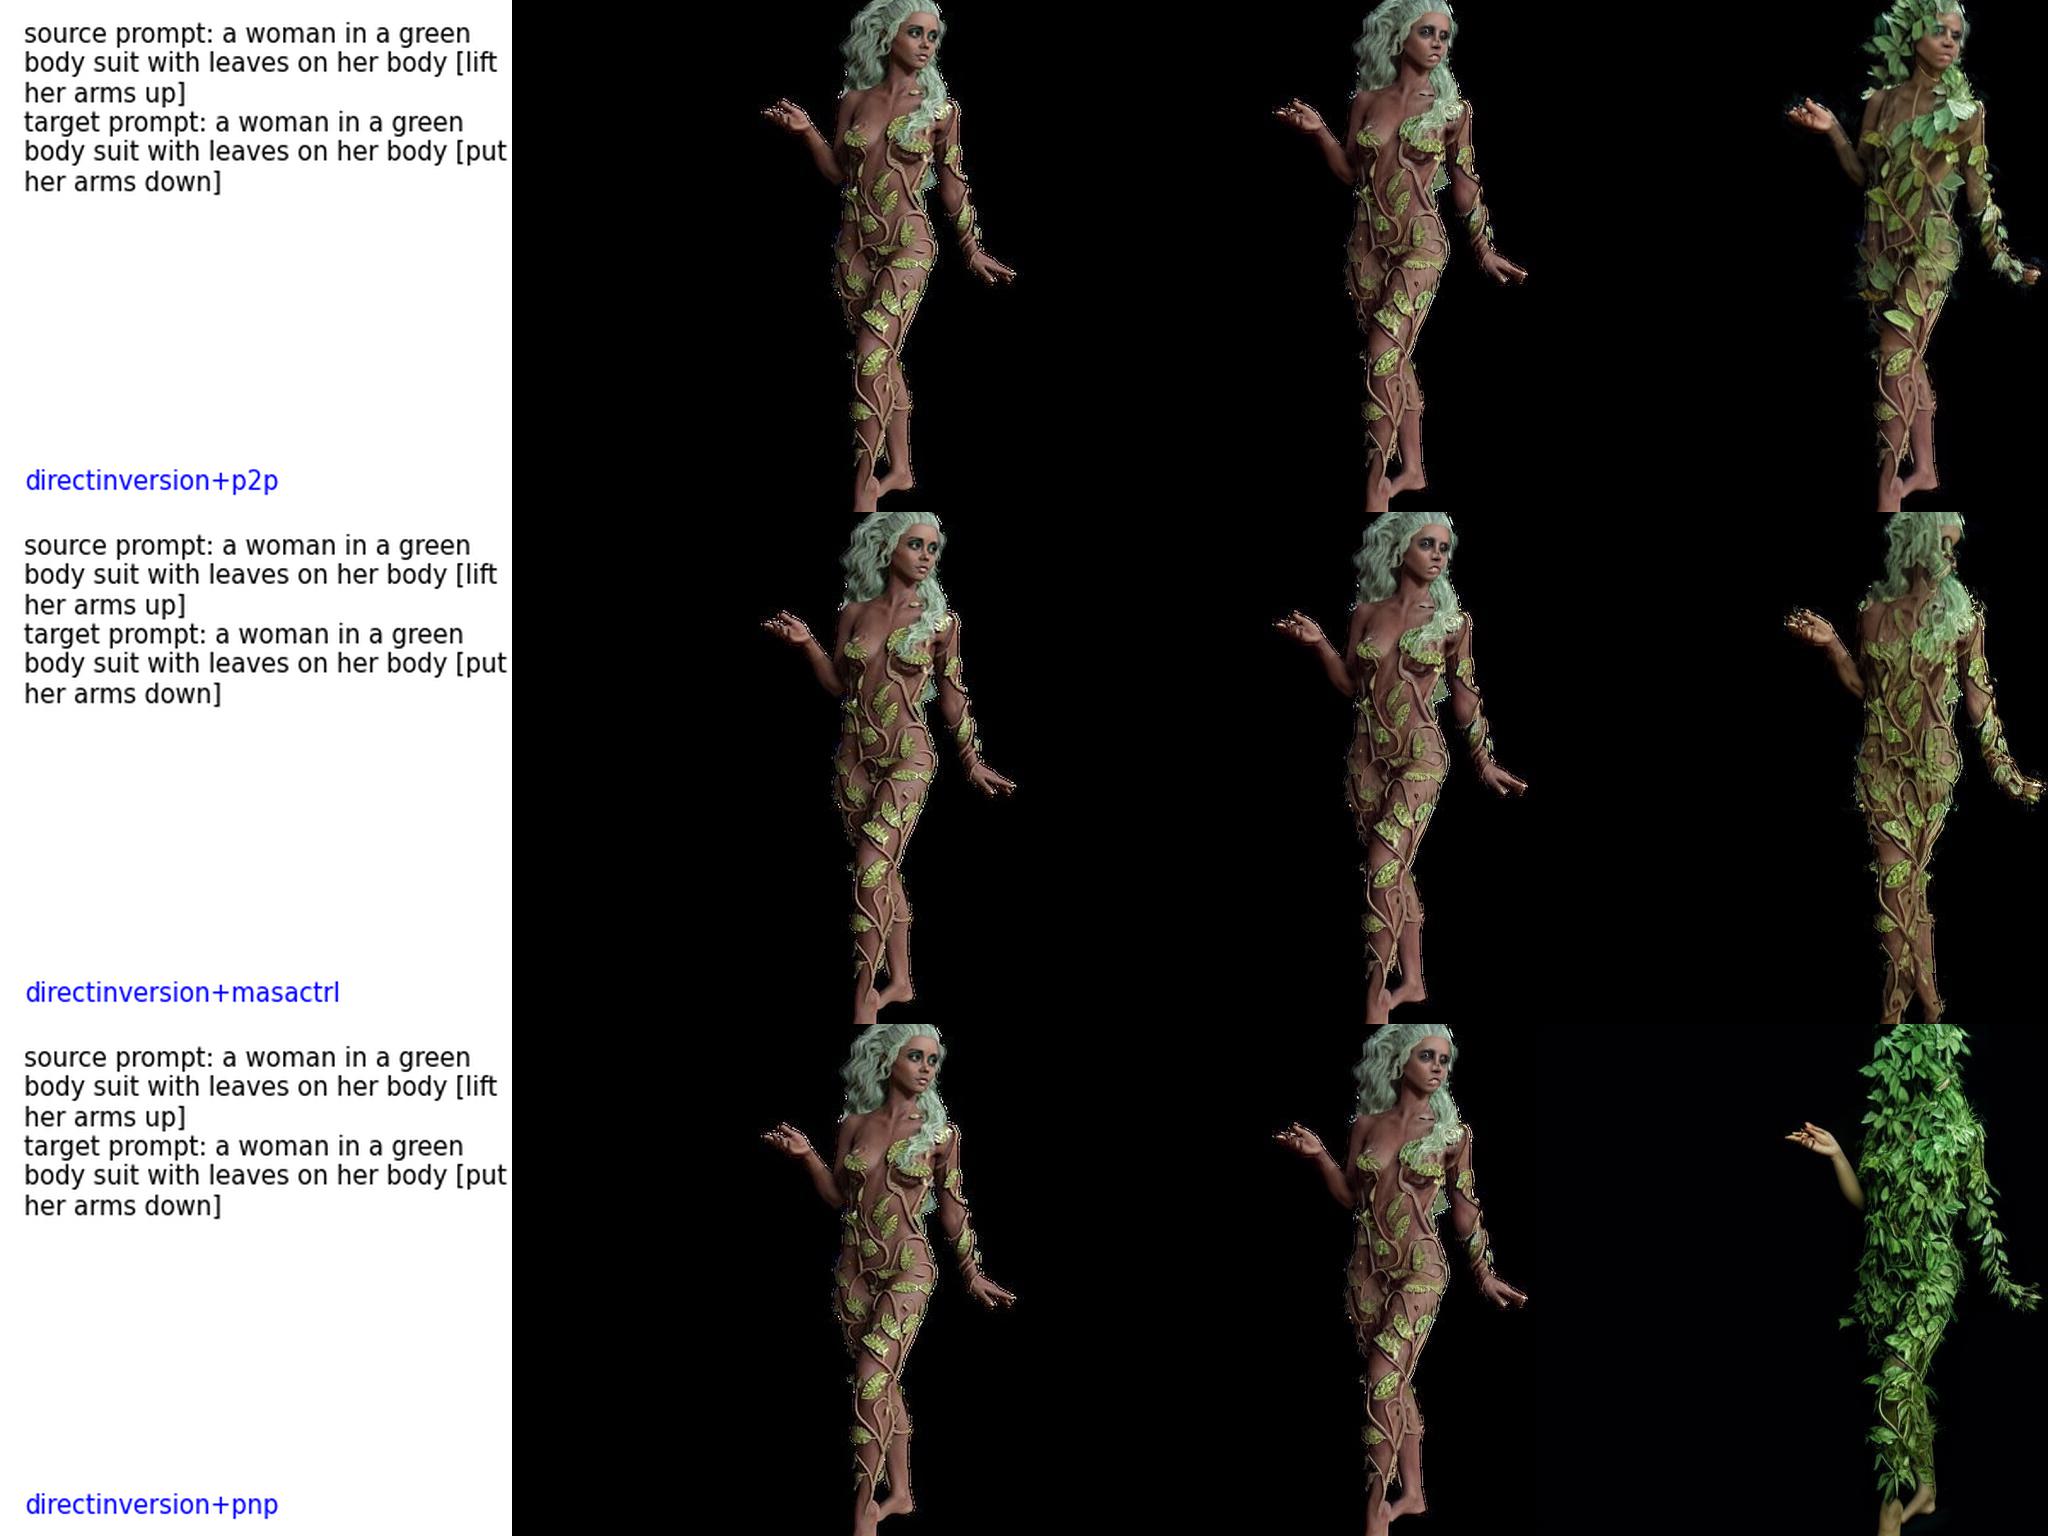 source prompt: a woman in a green
body suit with leaves on her body [lift
her arms up]
target prompt: a woman in a green
body suit with leaves on her body [put
her arms down]
directinversion+p2p
source prompt: a woman in a green
body suit with leaves on her body [lift
her arms up]
target prompt: a woman in a green
body suit with leaves on her body [put
her arms down]
directinversion+masactrl
source prompt: a woman in a green
body suit with leaves on her body [lift
her arms up]
target prompt: a woman in a green
body suit with leaves on her body [put
her arms down]
directinversion+pnp